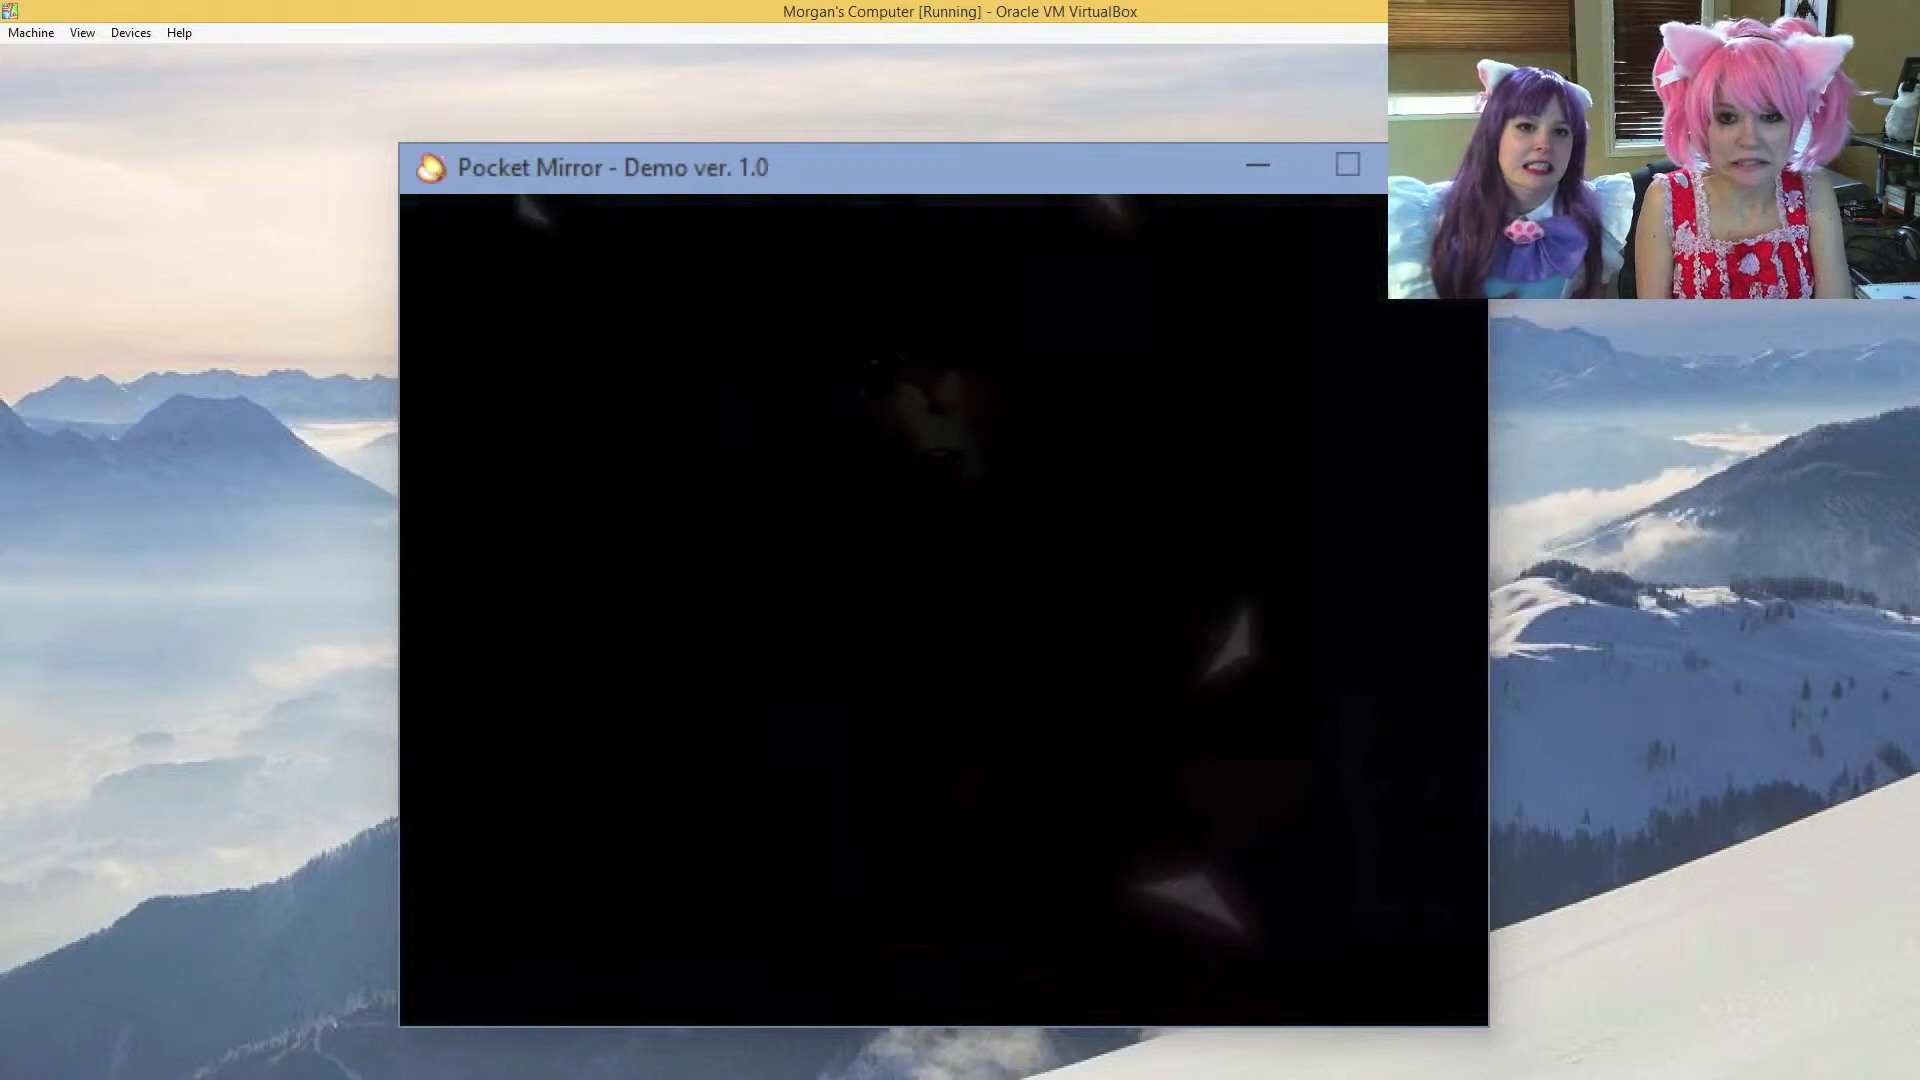 Morgan's Computer [Running] - Oracle VM VirtualBox
Machine View Devices Help
Pocket Mirror - Demo ver. 1.0